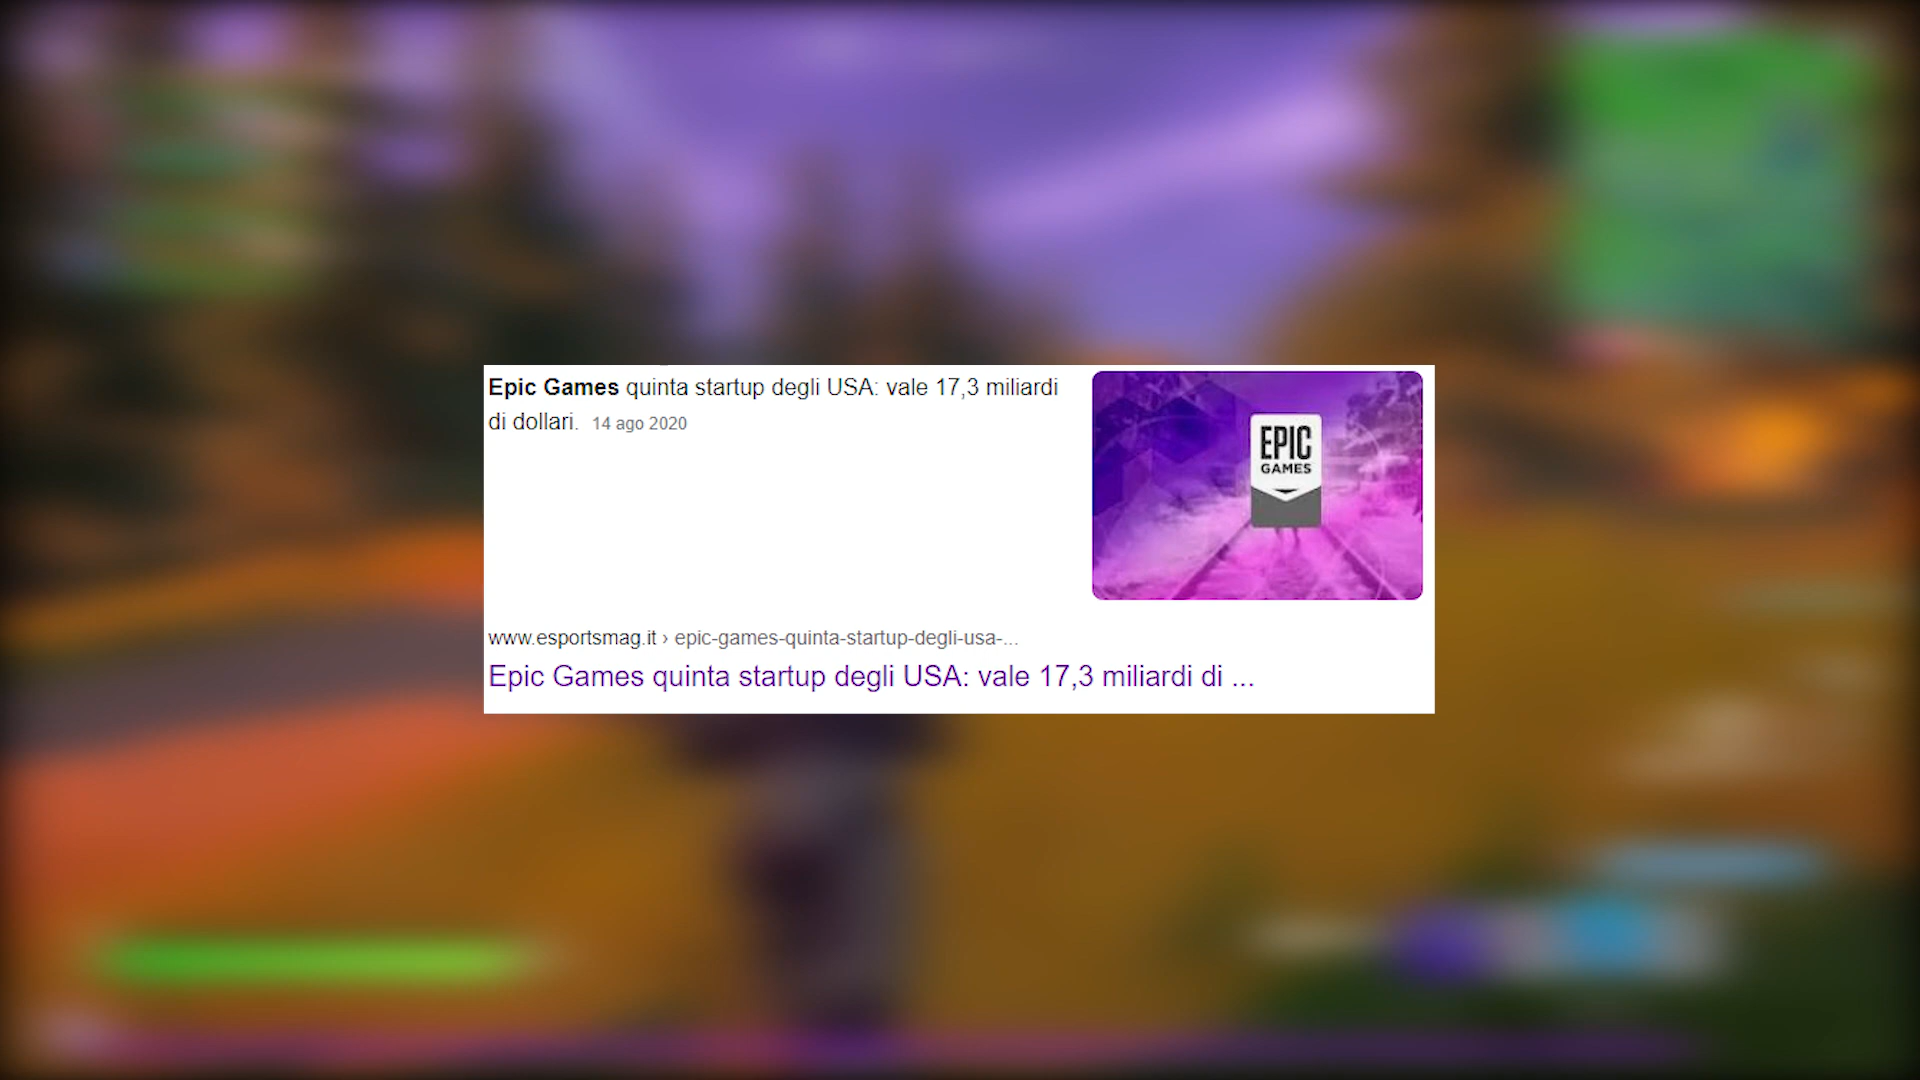 Epic Games quinta startup degli USA: vale 17,3 miliardi
di dollari. 14 ago 2020
EPIC
GAMES
www.esportsmag.it › epic-games-quinta-startup-degli-usa-...
Epic Games quinta startup degli USA: vale 17,3 miliardi di ...